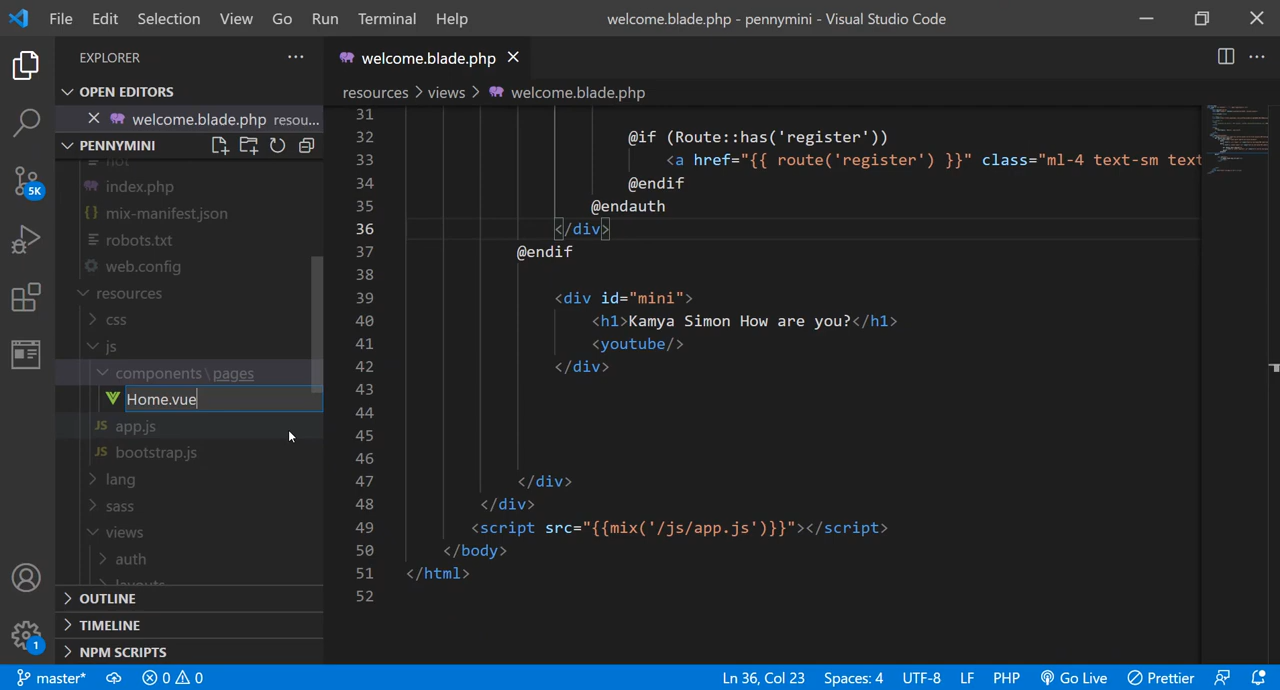 File Edit Selection View Go Run Terminal Help
welcome.blade.php - pennymini - Visual Studio Code
EXPLORER
OPEN EDITORS
welcome.blade.php resou...
PENNYMINI
hot
index.php
mix-manifest.json
robots.txt
web.config
resources
css
js
components\pages
Home.vue
JS app.js
JS bootstrap.js
lang
sass
views
auth
layouts
OUTLINE
TIMELINE
NPM SCRIPTS
5K
1
welcome.blade.php
resources > views > welcome.blade.php
31
32 @if (Route::has('register'))
33 <a href="{{ route('register') }}" class="ml-4 text-sm text
34 @endif
35 @endauth
36 </div>
37 @endif
38
39 <div id="mini">
40 <h1>Kamya Simon How are you?</h1>
41 <youtube/>
42 </div>
43
44
45
46
47 </div>
48 </div>
49 <script src="{{mix('/js/app.js')}}"></script>
50 </body>
51 </html>
52
master* 0 0 Ln 36, Col 23 Spaces: 4 UTF-8 LF PHP Go Live Prettier